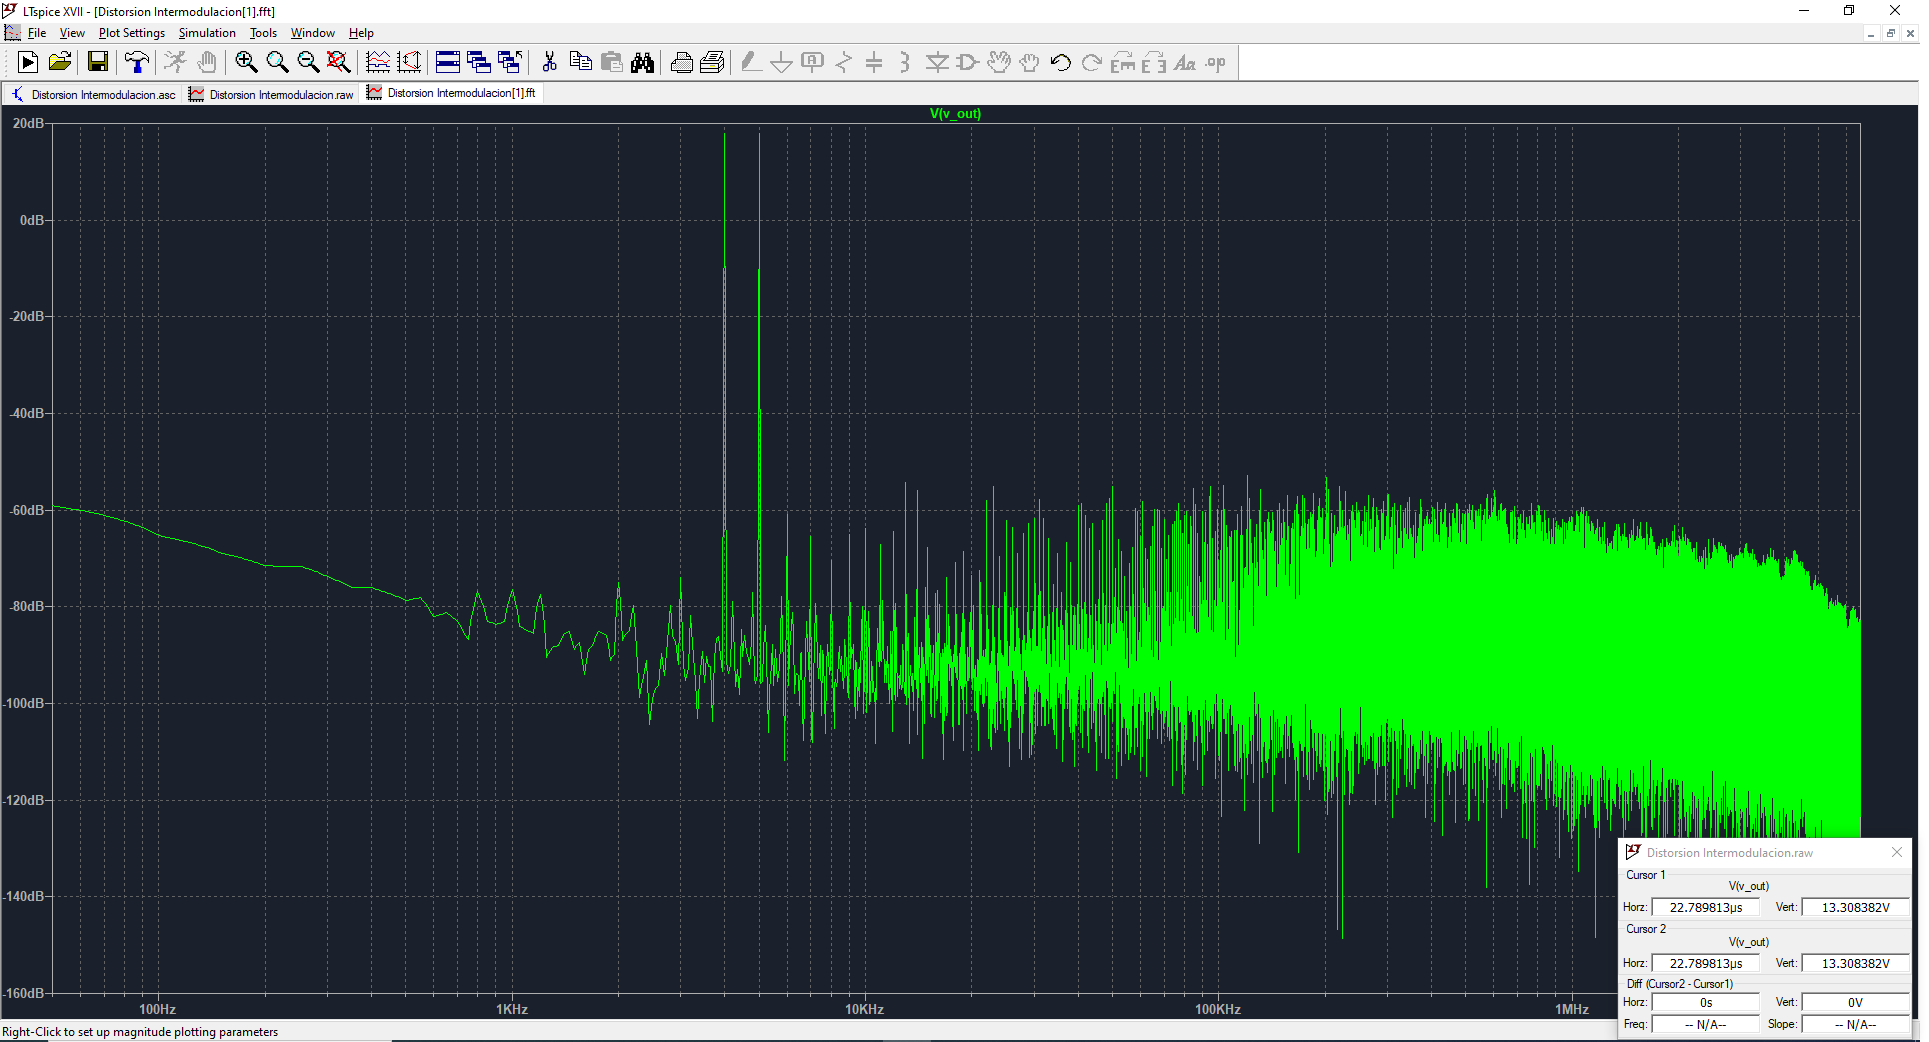 LTspice XVII - [Distorsion Intermodulacion[1].fft]
File View Plot Settings Simulation Tools Window Help
Distorsion Intermodulacion.asc Distorsion Intermodulacion.raw Distorsion Intermodulacion[1].fft
V(v_out)
20dB
0dB
-20dB
-40dB
-60dB
-80dB
-100dB
-120dB
-140dB
-160dB
100Hz 1KHz 10KHz 100KHz 1MHz
Distorsion Intermodulacion.raw
Cursor 1
V(v_out)
Horz: 22.789813µs Vert: 13.308382V
Cursor 2
V(v_out)
Horz: 22.789813µs Vert: 13.308382V
Diff (Cursor2 - Cursor1)
Horz: 0s Vert: 0V
Freq: -- N/A-- Slope: -- N/A--
Right-Click to set up magnitude plotting parameters